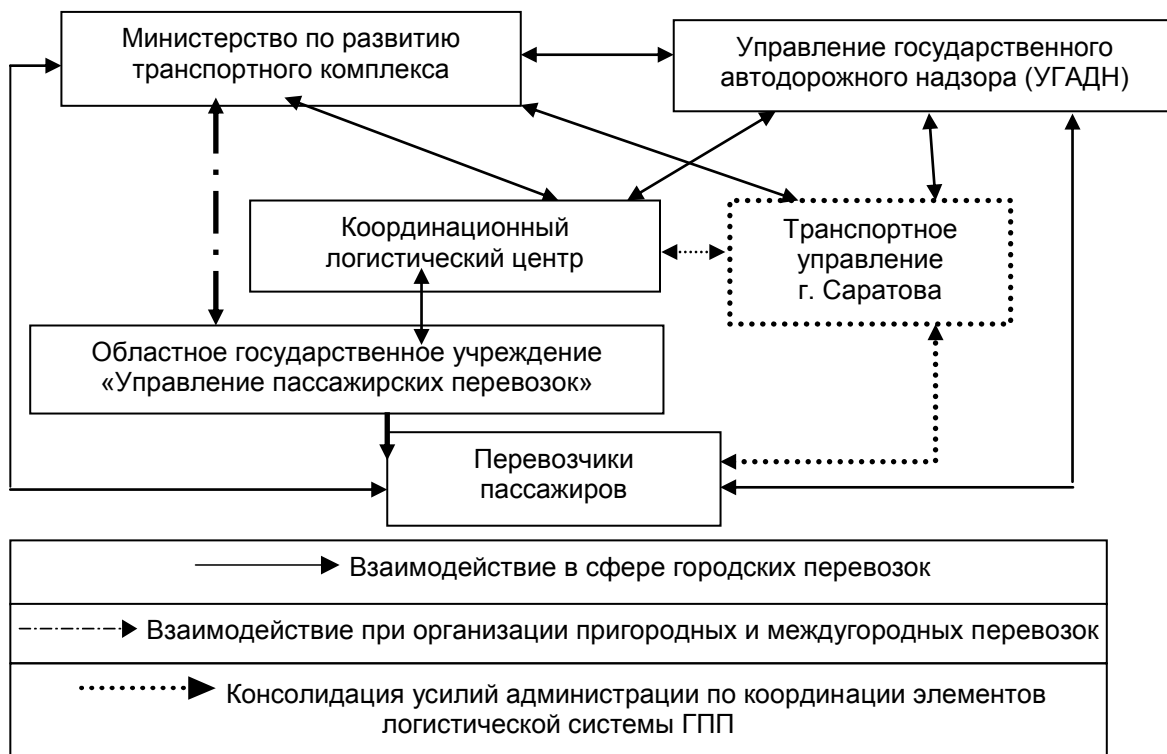 Министерство по развитию
транспортного комплекса
Управление государственного
автодорожного надзора (УГАДН)
Координационный
логистический центр
Транспортное
управление
г. Саратова
Областное государственное учреждение
«Управление пассажирских перевозок»
Перевозчики
пассажиров
Взаимодействие в сфере городских перевозок
Взаимодействие при организации пригородных и междугородных перевозок
Консолидация усилий администрации по координации элементов
логистической системы ГПП